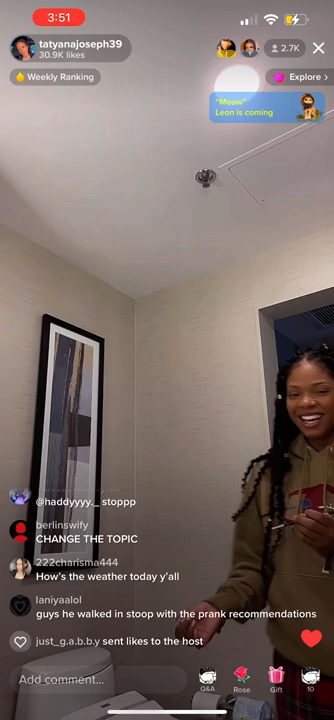 3:51
tatyanajoseph39
30.9K likes
2.7K
Weekly Ranking
Explore >
"Meow"
Leon is coming
@haddyyyy._ stoppp
berlinswify
CHANGE THE TOPIC
222charisma444
How's the weather today y'all
laniyaalol
guys he walked in stoop with the prank recommendations
just_g.a.b.b.y sent likes to the host
Add comment...
Q&A
Rose
Gift
10